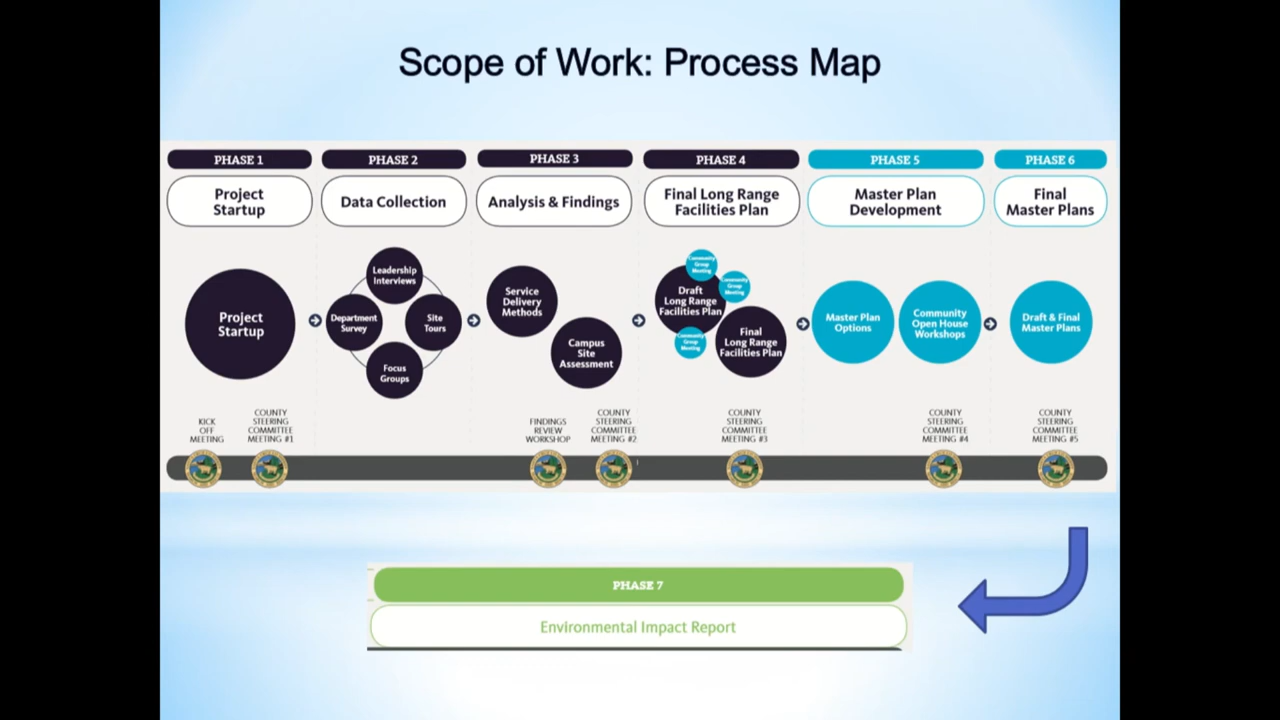 Scope of Work: Process Map
PHASE 1
PHASE 2
PHASE 3
PHASE 4
PHASE 5
PHASE 6
Project
Startup
Data Collection
Analysis & Findings
Final Long Range
Facilities Plan
Master Plan
Development
Final
Master Plans
Project
Startup
Leadership
Interviews
Department
Survey
Site
Tours
Focus
Groups
Service
Delivery
Methods
Campus
Site
Assessment
Community
Group
Meeting
Community
Group
Meeting
Draft
Long Range
Facilities Plan
Community
Group
Meeting
Final
Long Range
Facilities Plan
Master Plan
Options
Community
Open House
Workshops
Draft & Final
Master Plans
KICK
OFF
MEETING
COUNTY
STEERING
COMMITTEE
MEETING #1
FINDINGS
REVIEW
WORKSHOP
COUNTY
STEERING
COMMITTEE
MEETING #2
COUNTY
STEERING
COMMITTEE
MEETING #3
COUNTY
STEERING
COMMITTEE
MEETING #4
COUNTY
STEERING
COMMITTEE
MEETING #5
PHASE 7
Environmental Impact Report